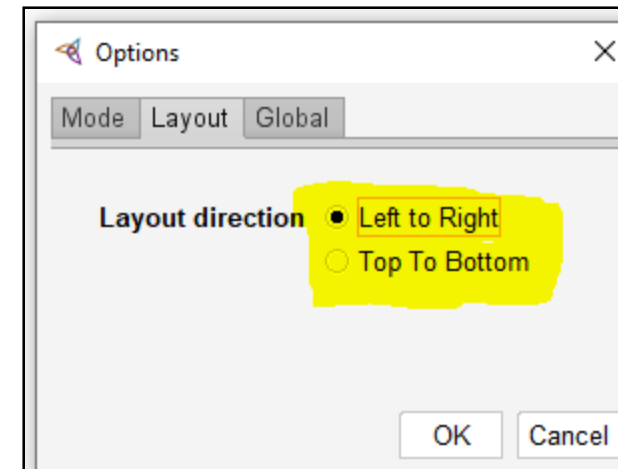 Options
Mode Layout Global
Layout direction Left to Right
Top To Bottom
OK Cancel